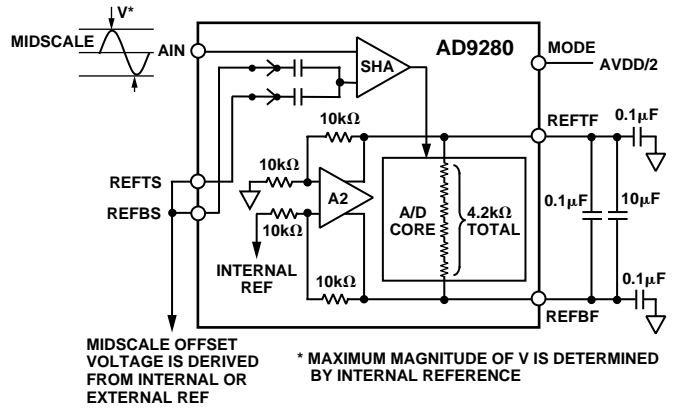 V*
MIDSCALE
AIN
SHA
AD9280
MODE
AVDD/2
10kΩ
10kΩ
REFTF
0.1µF
REFTS
REFBS
A2
10kΩ
A/D
CORE
4.2kΩ
TOTAL
0.1µF
10µF
INTERNAL
REF
10kΩ
0.1µF
REFBF
MIDSCALE OFFSET
VOLTAGE IS DERIVED
FROM INTERNAL OR
EXTERNAL REF
* MAXIMUM MAGNITUDE OF V IS DETERMINED
BY INTERNAL REFERENCE